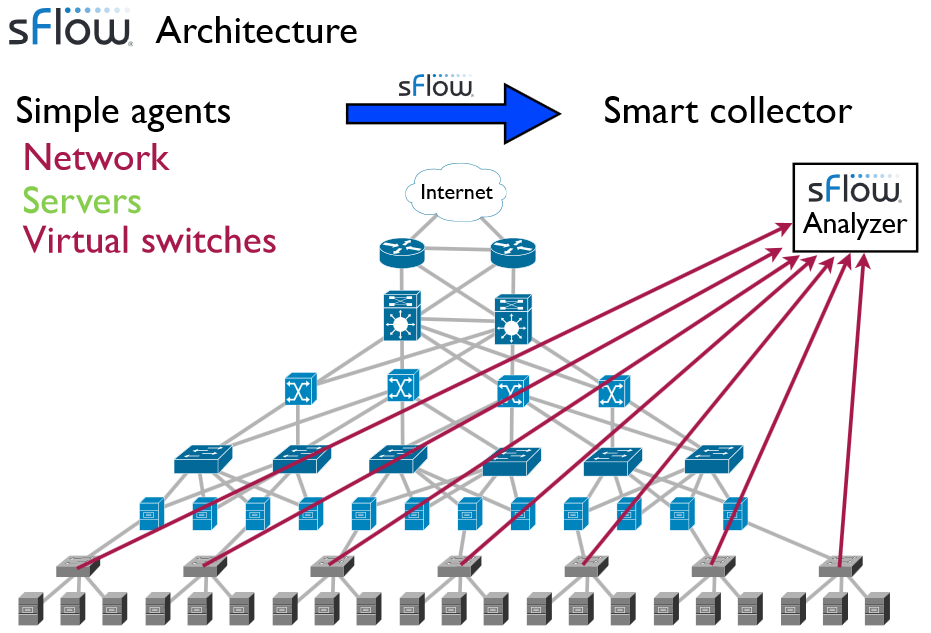 sFlow Architecture
sFlow
Simple agents
Smart collector
Network
Servers
Virtual switches
Internet
sFlow
Analyzer